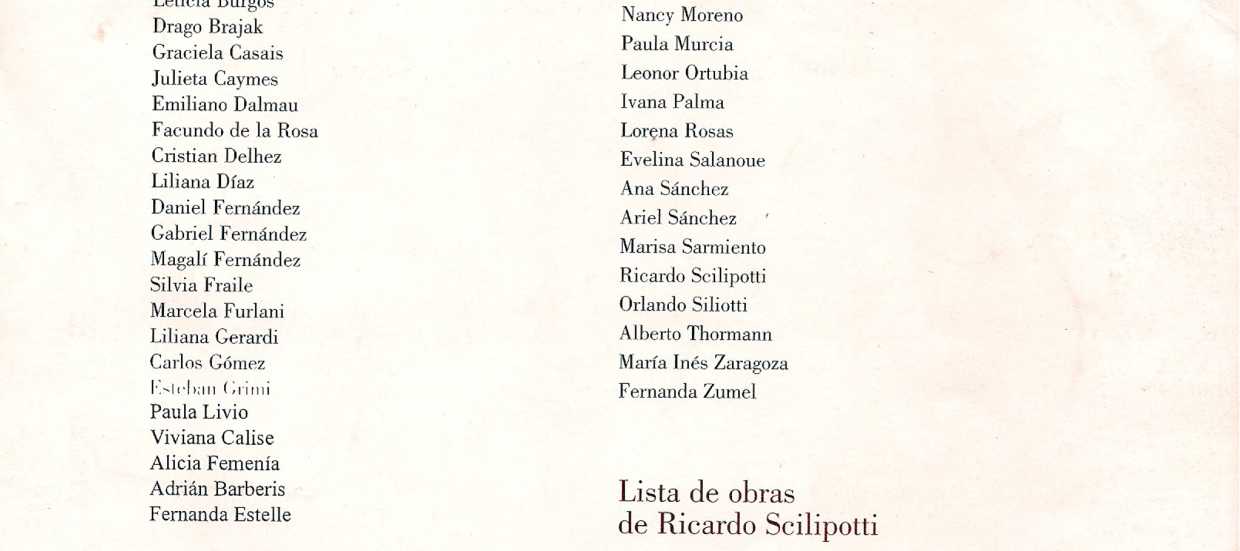 Leticia Burgos
Drago Brajak
Graciela Casais
Julieta Caymes
Emiliano Dalmau
Facundo de la Rosa
Cristian Delhez
Liliana Díaz
Daniel Fernández
Gabriel Fernández
Magalí Fernández
Silvia Fraile
Marcela Furlani
Liliana Gerardi
Carlos Gómez
Esteban Grimi
Paula Livio
Viviana Calise
Alicia Femenía
Adrián Barberis
Fernanda Estelle
Nancy Moreno
Paula Murcia
Leonor Ortubia
Ivana Palma
Lorena Rosas
Evelina Salanoue
Ana Sánchez
Ariel Sánchez
Marisa Sarmiento
Ricardo Scilipotti
Orlando Siliotti
Alberto Thormann
María Inés Zaragoza
Fernanda Zumel
Lista de obras
de Ricardo Scilipotti